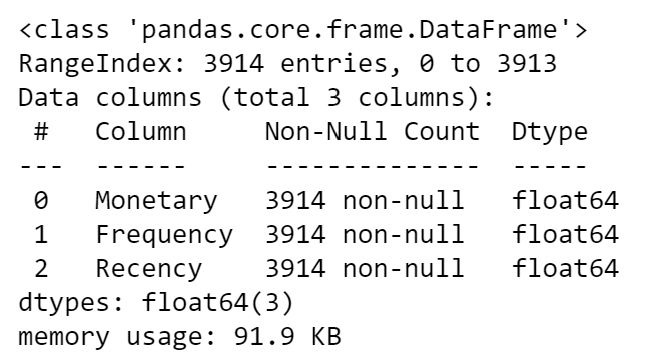 <class 'pandas.core.frame.DataFrame'>
RangeIndex: 3914 entries, 0 to 3913
Data columns (total 3 columns):
 #   Column     Non-Null Count  Dtype
---  ------     --------------  -----
 0   Monetary   3914 non-null   float64
 1   Frequency  3914 non-null   float64
 2   Recency    3914 non-null   float64
dtypes: float64(3)
memory usage: 91.9 KB